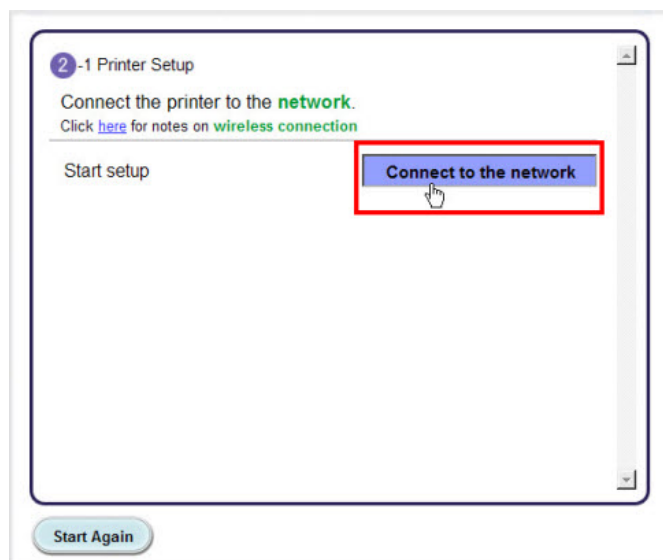 2-1 Printer Setup
Connect the printer to the network.
Click here for notes on wireless connection
Start setup
Connect to the network
Start Again